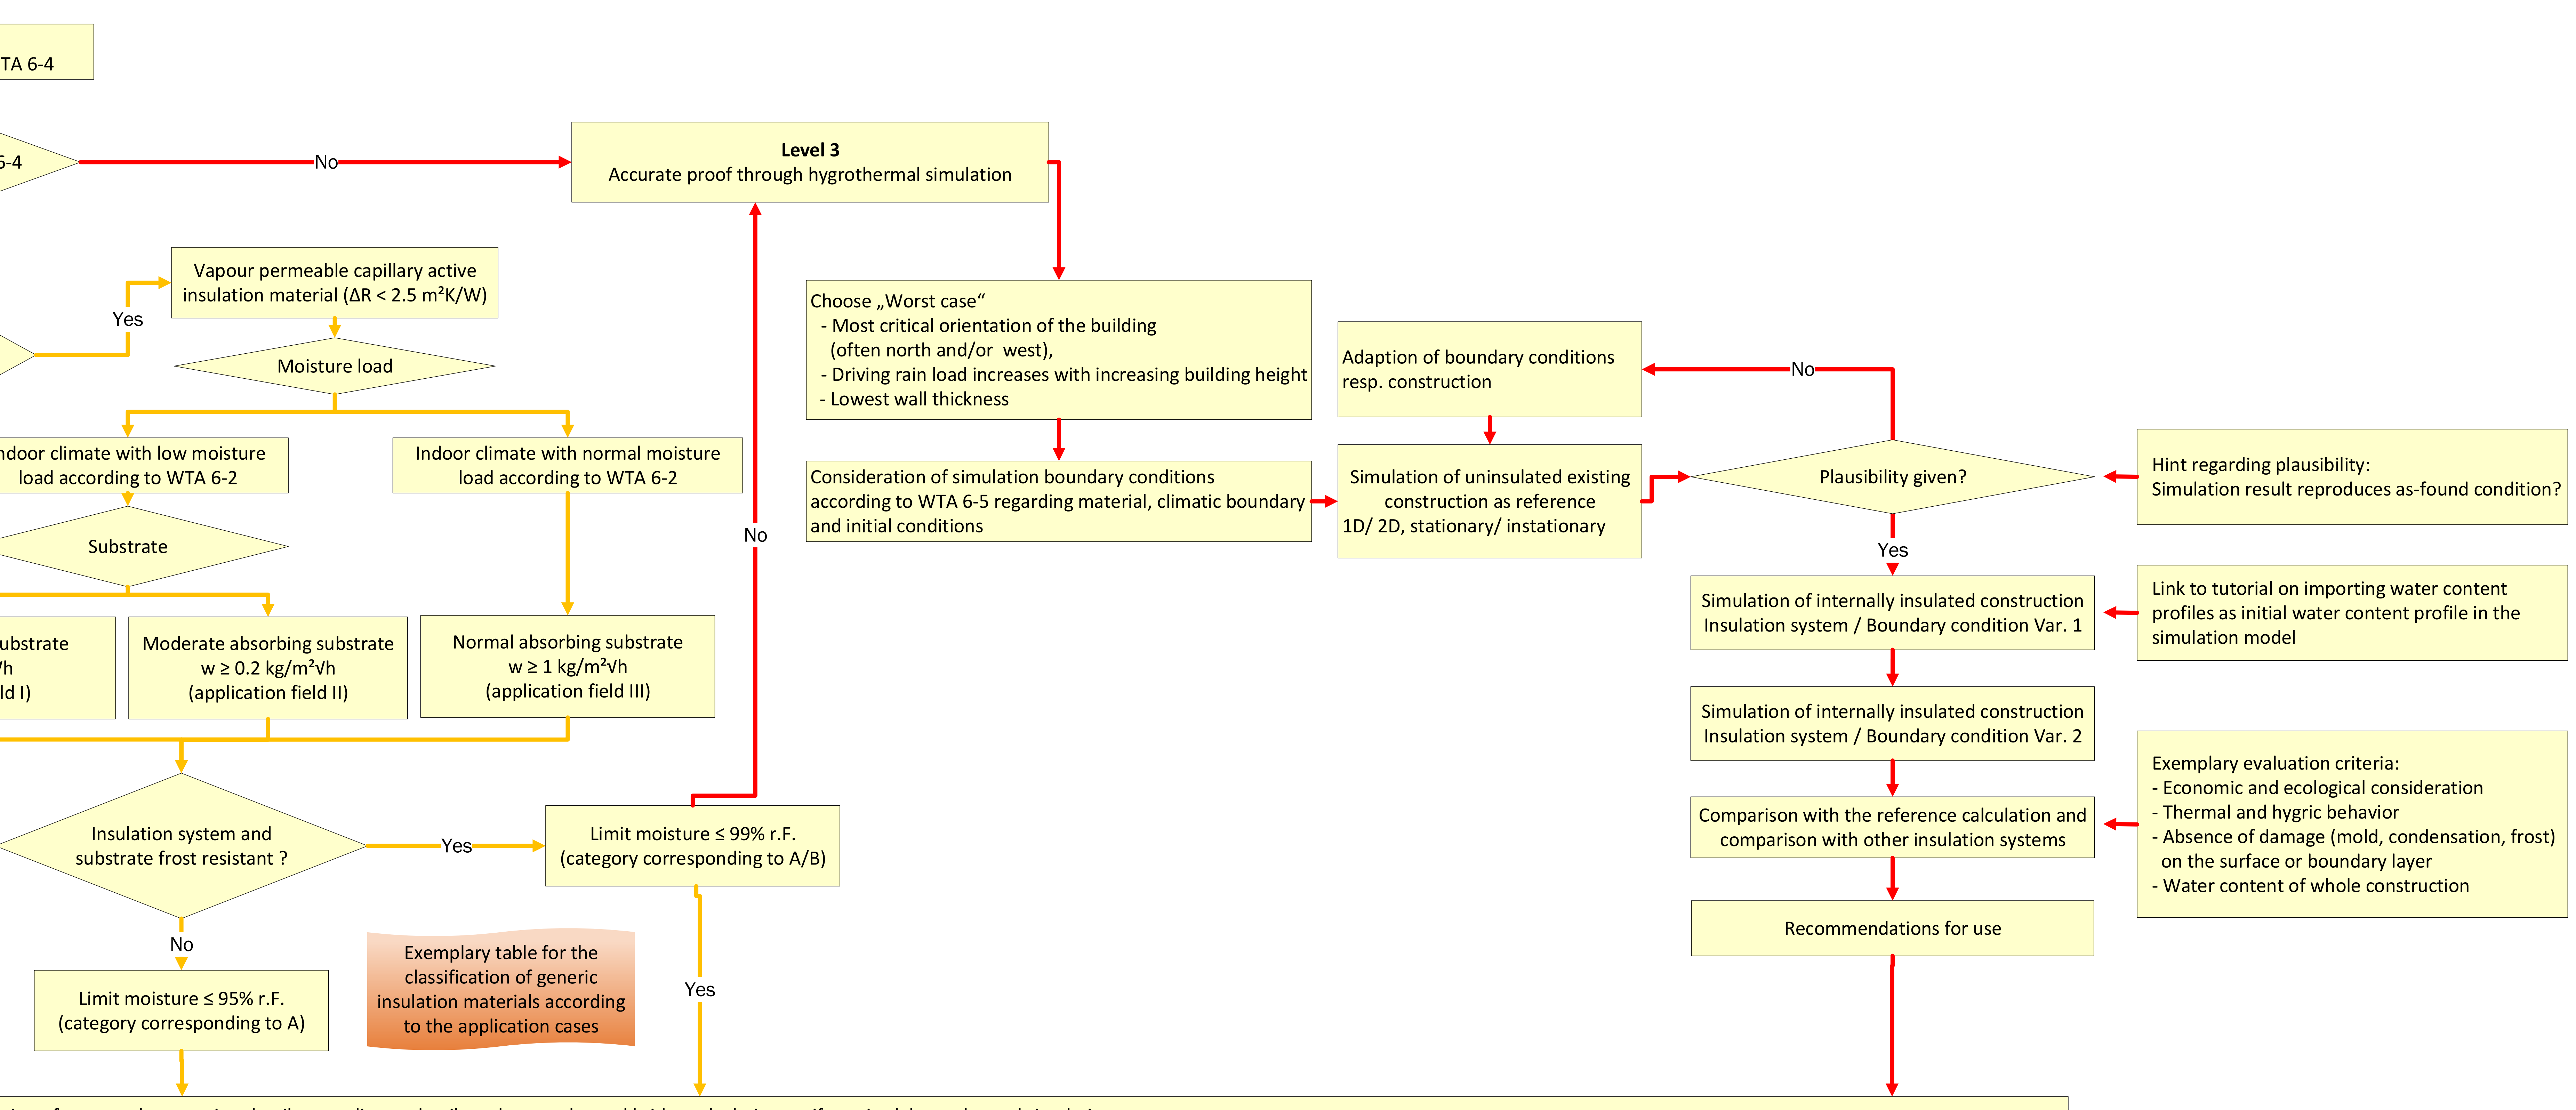 TA 6-4
6-4
No
Level 3
Accurate proof through hygrothermal simulation
Yes
Vapour permeable capillary active
insulation material (ΔR < 2.5 m²K/W)
Moisture load
ndoor climate with low moisture
load according to WTA 6-2
Indoor climate with normal moisture
load according to WTA 6-2
Substrate
ubstrate
√h
ld I)
Moderate absorbing substrate
w ≥ 0.2 kg/m²√h
(application field II)
Normal absorbing substrate
w ≥ 1 kg/m²√h
(application field III)
No
Insulation system and
substrate frost resistant ?
Yes
Limit moisture ≤ 99% r.F.
(category corresponding to A/B)
No
Limit moisture ≤ 95% r.F.
(category corresponding to A)
Exemplary table for the
classification of generic
insulation materials according
to the application cases
Yes
Choose „Worst case“
- Most critical orientation of the building
(often north and/or west),
- Driving rain load increases with increasing building height
- Lowest wall thickness
Consideration of simulation boundary conditions
according to WTA 6-5 regarding material, climatic boundary
and initial conditions
Adaption of boundary conditions
resp. construction
Simulation of uninsulated existing
construction as reference
1D/ 2D, stationary/ instationary
No
Plausibility given?
Hint regarding plausibility:
Simulation result reproduces as-found condition?
Yes
Simulation of internally insulated construction
Insulation system / Boundary condition Var. 1
Link to tutorial on importing water content
profiles as initial water content profile in the
simulation model
Simulation of internally insulated construction
Insulation system / Boundary condition Var. 2
Comparison with the reference calculation and
comparison with other insulation systems
Exemplary evaluation criteria:
- Economic and ecological consideration
- Thermal and hygric behavior
- Absence of damage (mold, condensation, frost)
on the surface or boundary layer
- Water content of whole construction
Recommendations for use